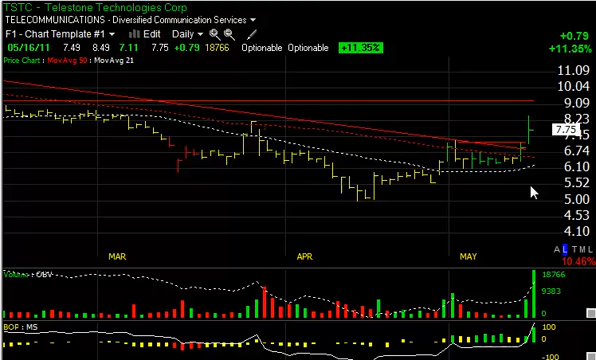 TSTC - Telestone Technologies Corp
TELECOMMUNICATIONS - Diversified Communication Services
F1 - Chart Template #1 Edit Daily
+0.79
05/16/11 7.49 8.49 7.11 7.75 +0.79 18766 Optionable Optionable +11.35%
+11.35%
Price Chart : MovAvg 50 : MovAvg 21
11.09
10.04
9.09
8.23
7.75
7.45
6.74
6.10
5.52
5.00
4.53
4.10
MAR APR MAY
A L T M L
10.46%
Volume : OBV
18766
9383
0
BOP : MS
100
0
-100